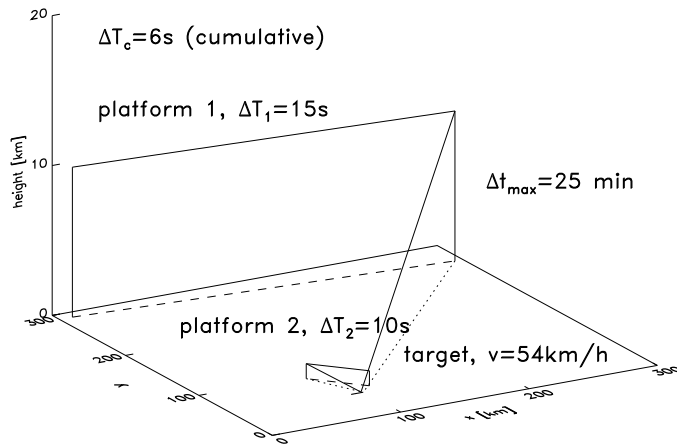 20
ΔT_c=6s (cumulative)
platform 1, ΔT_1=15s
10
height [km]
Δt_max=25 min
0
300
platform 2, ΔT_2=10s
target, v=54km/h
200
y
100
0
0
100
x [km]
200
300